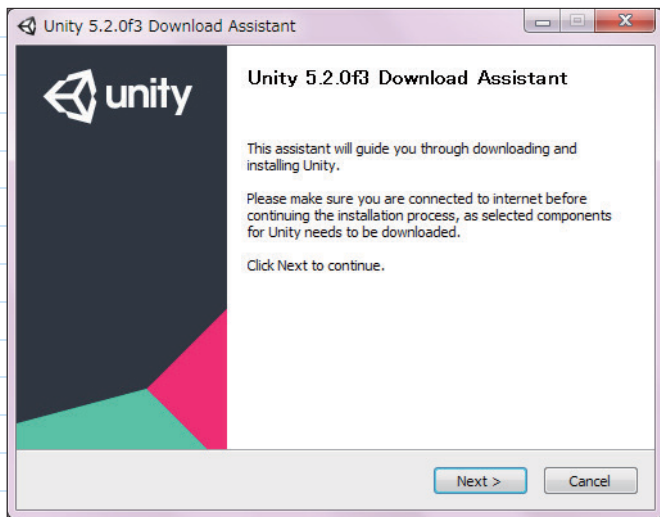 Unity 5.2.0f3 Download Assistant
unity
Unity 5.2.0f3 Download Assistant
This assistant will guide you through downloading and
installing Unity.
Please make sure you are connected to internet before
continuing the installation process, as selected components
for Unity needs to be downloaded.
Click Next to continue.
Next >
Cancel